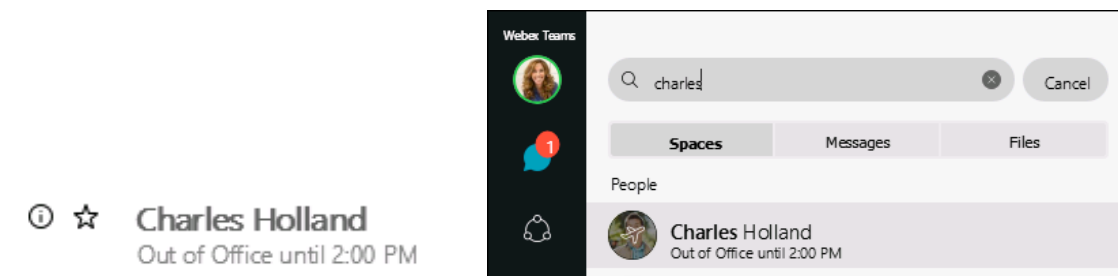 Charles Holland
Out of Office until 2:00 PM
Webex Teams
1
charles
Cancel
Spaces
Messages
Files
People
Charles Holland
Out of Office until 2:00 PM